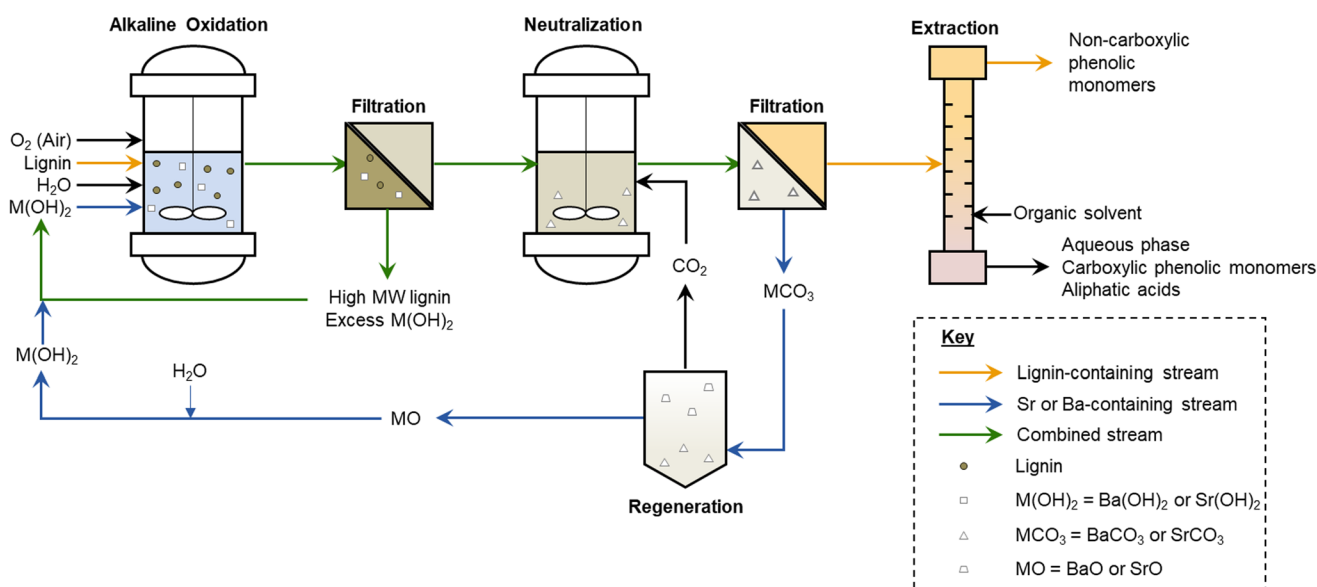 Alkaline Oxidation
Neutralization
Extraction
Non-carboxylic
phenolic
monomers
Filtration
Filtration
O₂ (Air)
Lignin
H₂O
M(OH)₂
Organic solvent
Aqueous phase
Carboxylic phenolic monomers
Aliphatic acids
CO₂
MCO₃
High MW lignin
Excess M(OH)₂
M(OH)₂
H₂O
MO
Regeneration
Key
Lignin-containing stream
Sr or Ba-containing stream
Combined stream
Lignin
M(OH)₂ = Ba(OH)₂ or Sr(OH)₂
MCO₃ = BaCO₃ or SrCO₃
MO = BaO or SrO